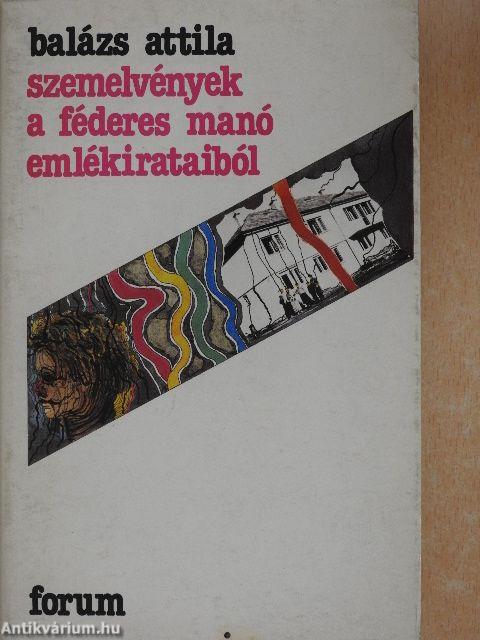 balázs attila
szemelvények
a féderes manó
emlékirataiból
forum
Antikvárium.hu